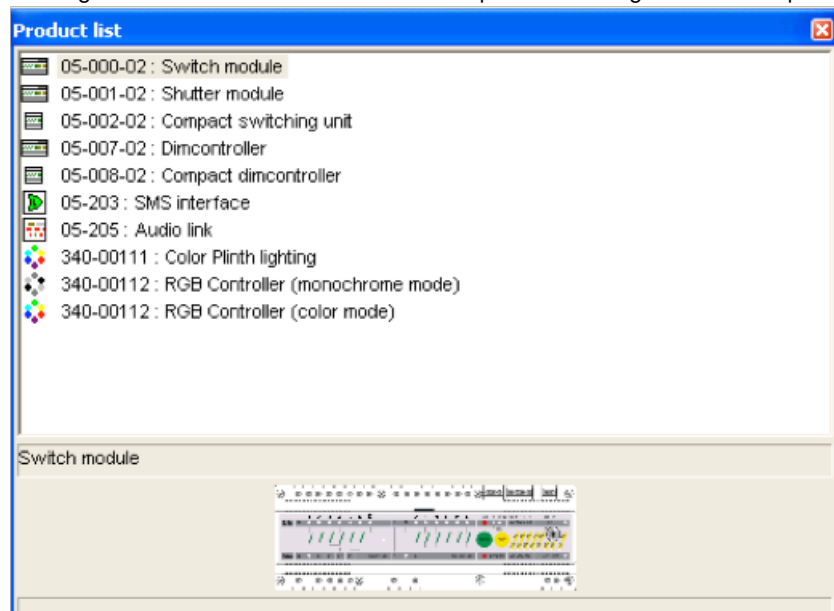 Product list
05-000-02 : Switch module
05-001-02 : Shutter module
05-002-02 : Compact switching unit
05-007-02 : Dimcontroller
05-008-02 : Compact dimcontroller
05-203 : SMS interface
05-205 : Audio link
340-00111 : Color Plinth lighting
340-00112 : RGB Controller (monochrome mode)
340-00112 : RGB Controller (color mode)
Switch module